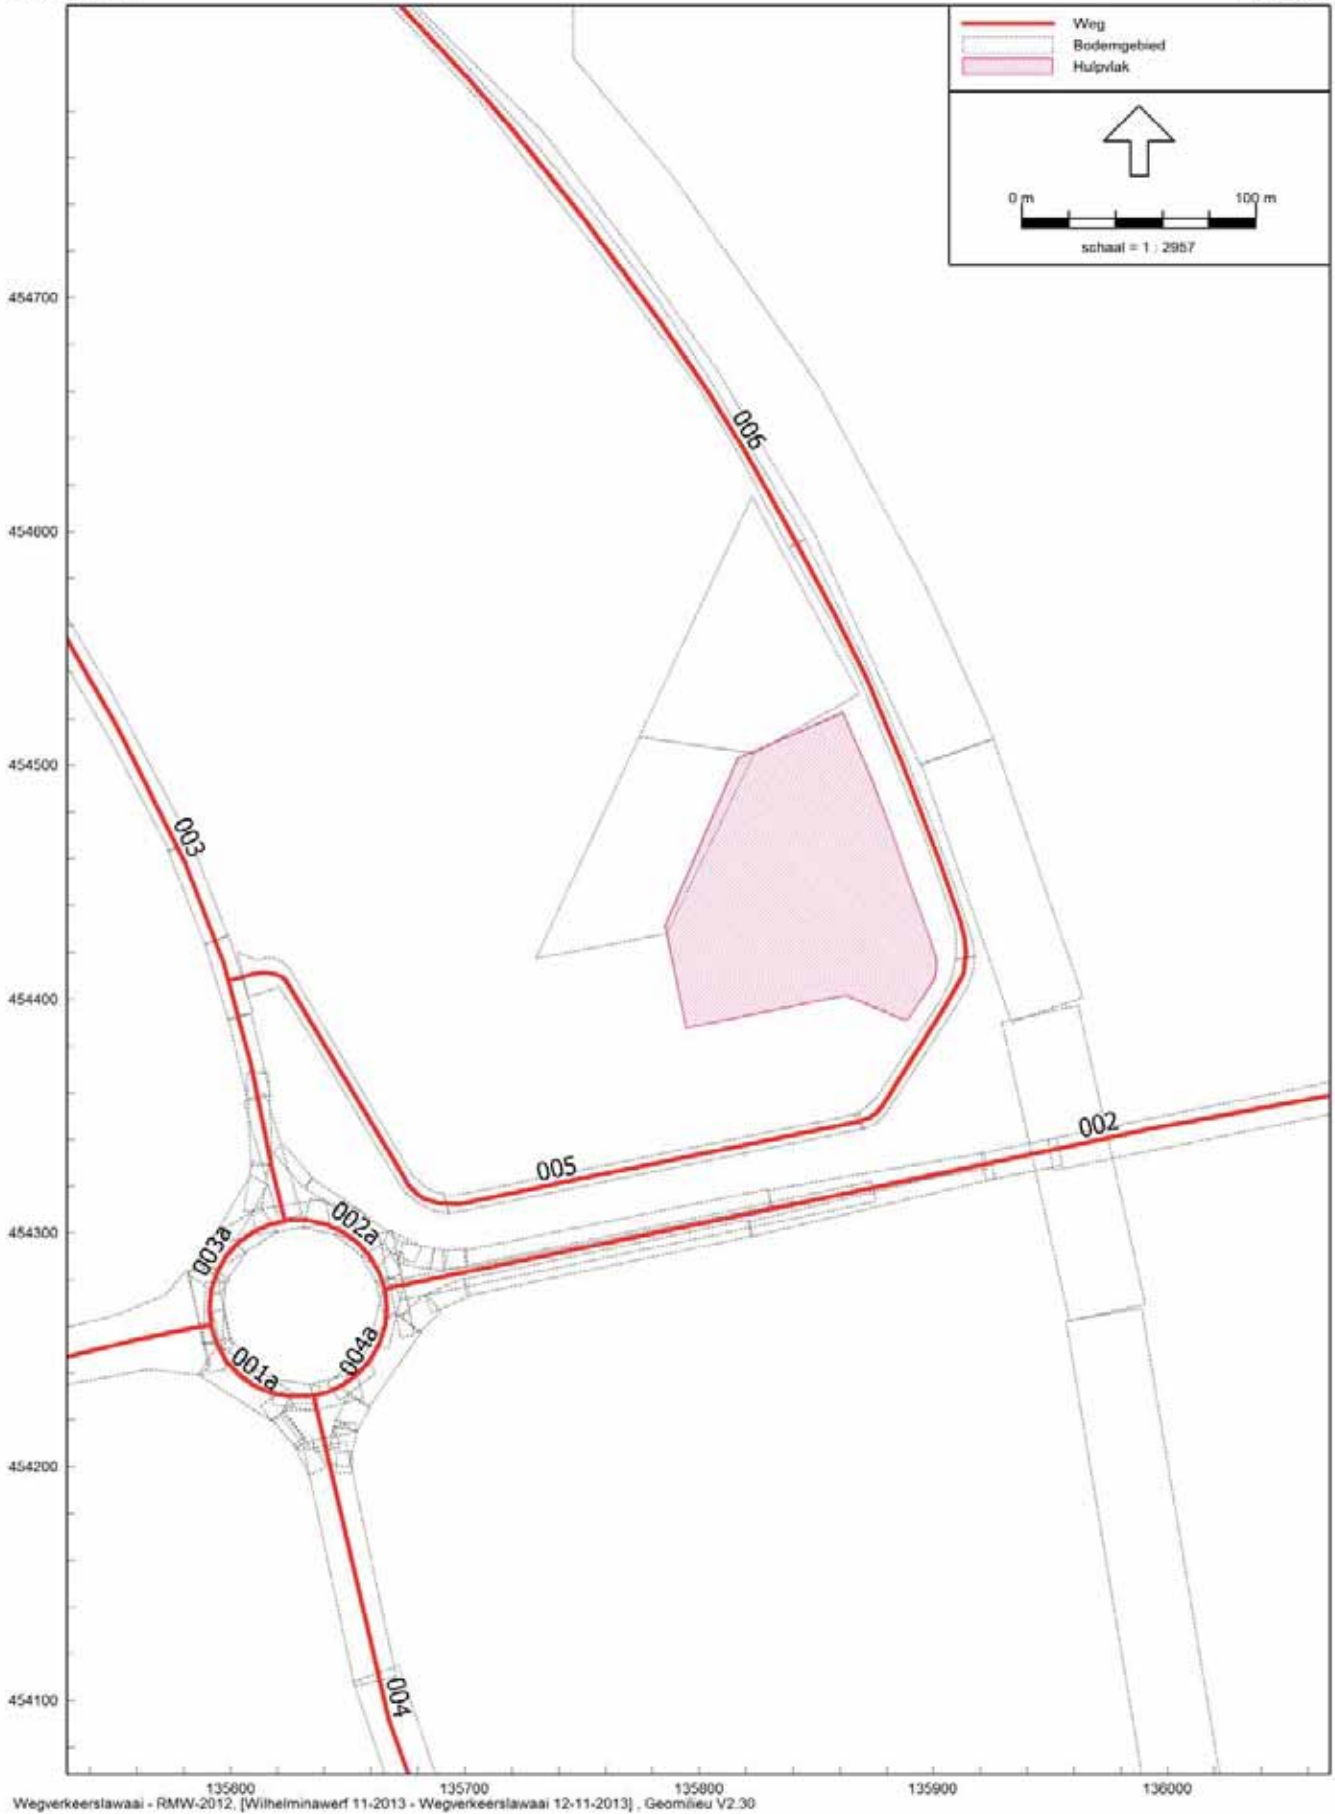 Weg
Bodemgebied
Hulpvlak
0 m 100 m
schaal = 1 : 2957
454700
006
454600
454500
003
454400
002
005
454300
002a
003a
004a
001a
454200
004
454100
135600 135700 135800 135900 136000
Wegverkeerslawaai - RMW-2012, [Wilhelminawerf 11-2013 - Wegverkeerslawaai 12-11-2013] , Geomilieu V2.30